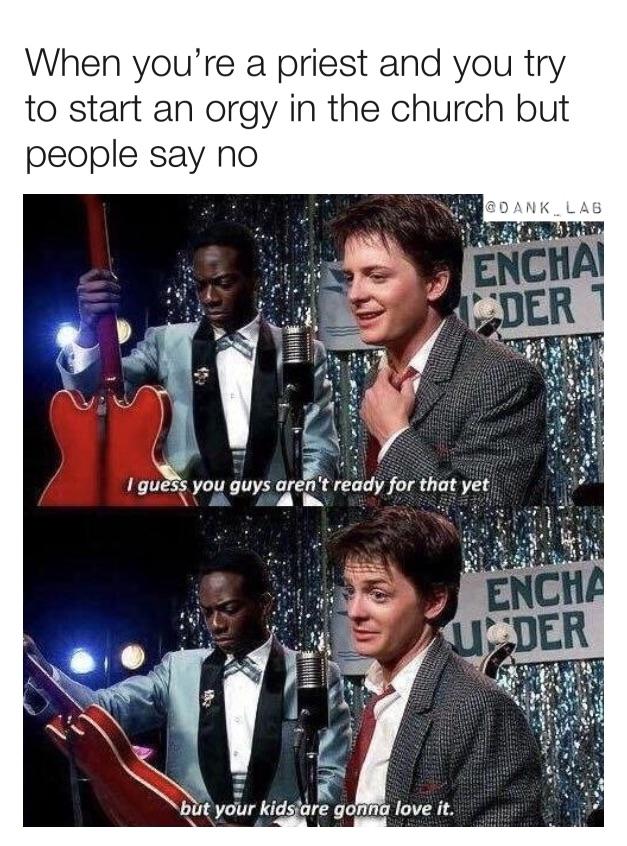 When you’re a priest and you try
to start an orgy in the church but
people say no
@DANK_LAB
ENCHA
DER T
I guess you guys aren't ready for that yet
ENCHA
UNDER
but your kids are gonna love it.